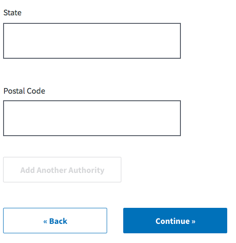 State
Postal Code
Add Another Authority
« Back
Continue »